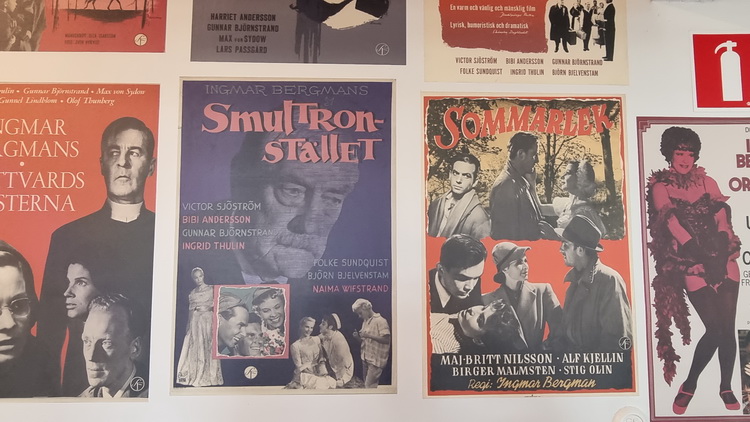 HARRIET ANDERSSON
GUNNAR BJÖRNSTRAND
MAX VON SYDOW
LARS PASSGÅRD
En varm och vänlig och mänsklig film
Lyrisk, humoristisk och dramatisk
VICTOR SJÖSTRÖM BIBI ANDERSSON GUNNAR BJÖRNSTRAND
FOLKE SUNDQUIST INGRID THULIN BJÖRN BJELVENSTAM
Gunnar Björnstrand · Max von Sydow
Gunnel Lindblom · Olof Thunberg
NGMAR
RGMANS
TTVARDS
STERNA
INGMAR BERGMANS
SMULTRON-
STÄLLET
VICTOR SJÖSTRÖM
BIBI ANDERSSON
GUNNAR BJÖRNSTRAN
INGRID THULIN
FOLKE SUNDQUIST
BJÖRN BJELVENSTAM
NAIMA WIFSTRAND
SOMMARLEK
MAJ-BRITT NILSSON · ALF KJELLIN
BIRGER MALMSTEN · STIG OLIN
Regi: Ingmar Bergman